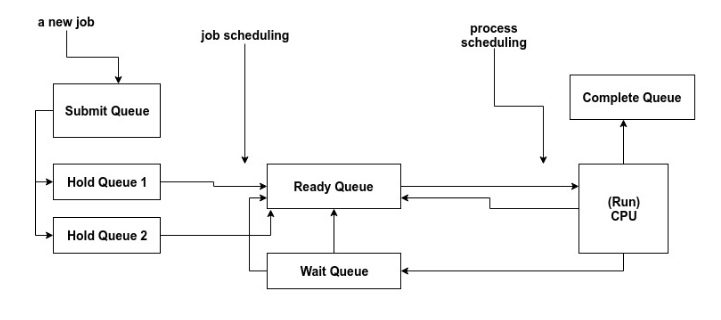 a new job
job scheduling
process
scheduling
Submit Queue
Complete Queue
Hold Queue 1
Ready Queue
(Run)
CPU
Hold Queue 2
Wait Queue